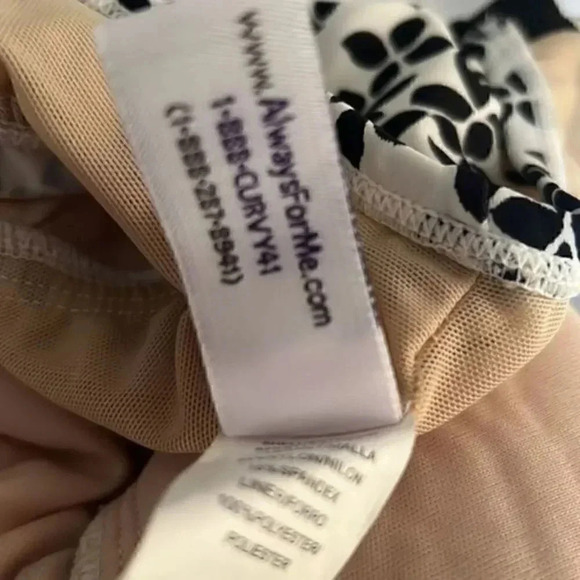 www.AlwaysForMe.com
1-888-CURVY41
(1-888-287-8941)
LINER/FORRO
100% POLYESTER/
POLIESTER